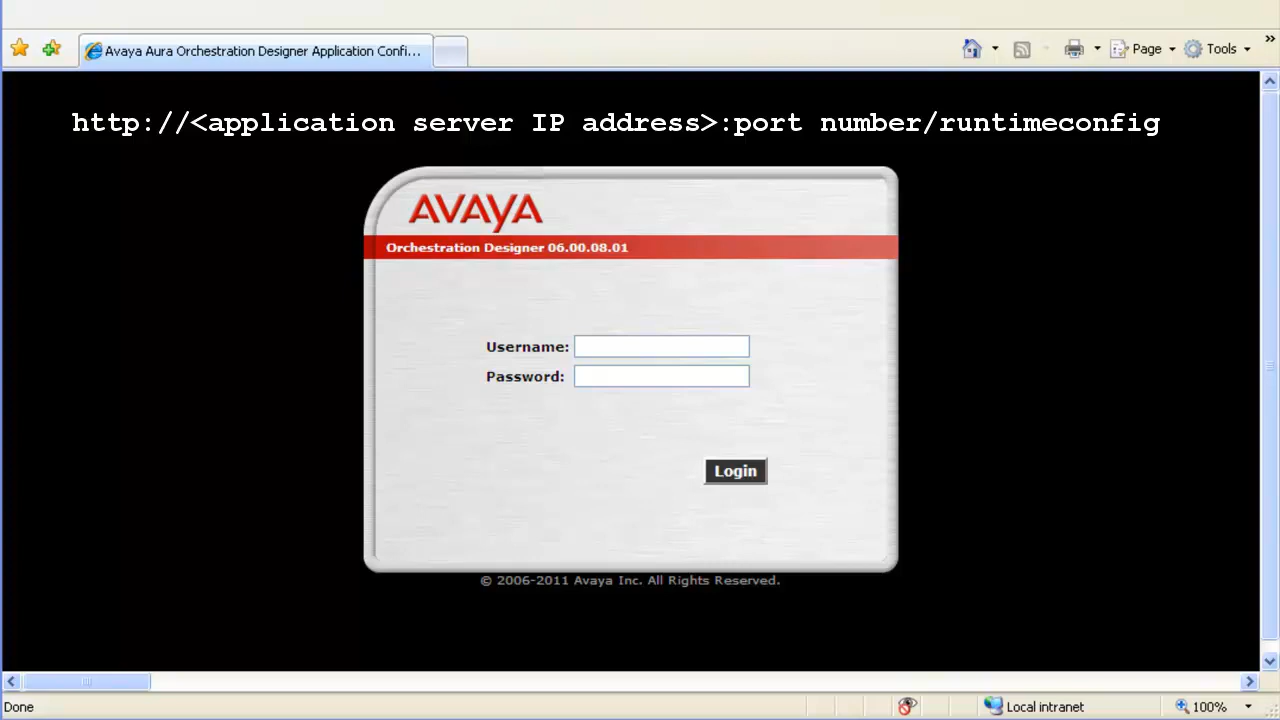 Avaya Aura Orchestration Designer Application Confi...
Page
Tools
http://<application server IP address>:port number/runtimeconfig
AVAYA
Orchestration Designer 06.00.08.01
Username:
Password:
Login
© 2006-2011 Avaya Inc. All Rights Reserved.
Done
Local intranet
100%